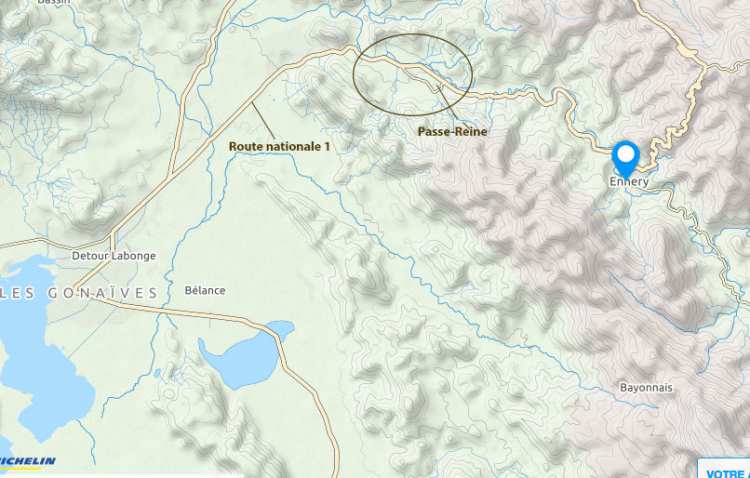 Bassin
Passe-Reine
Route nationale 1
Ennery
Detour Labonge
LES GONAÏVES
Bélance
Bayonnais
MICHELIN
VOTRE